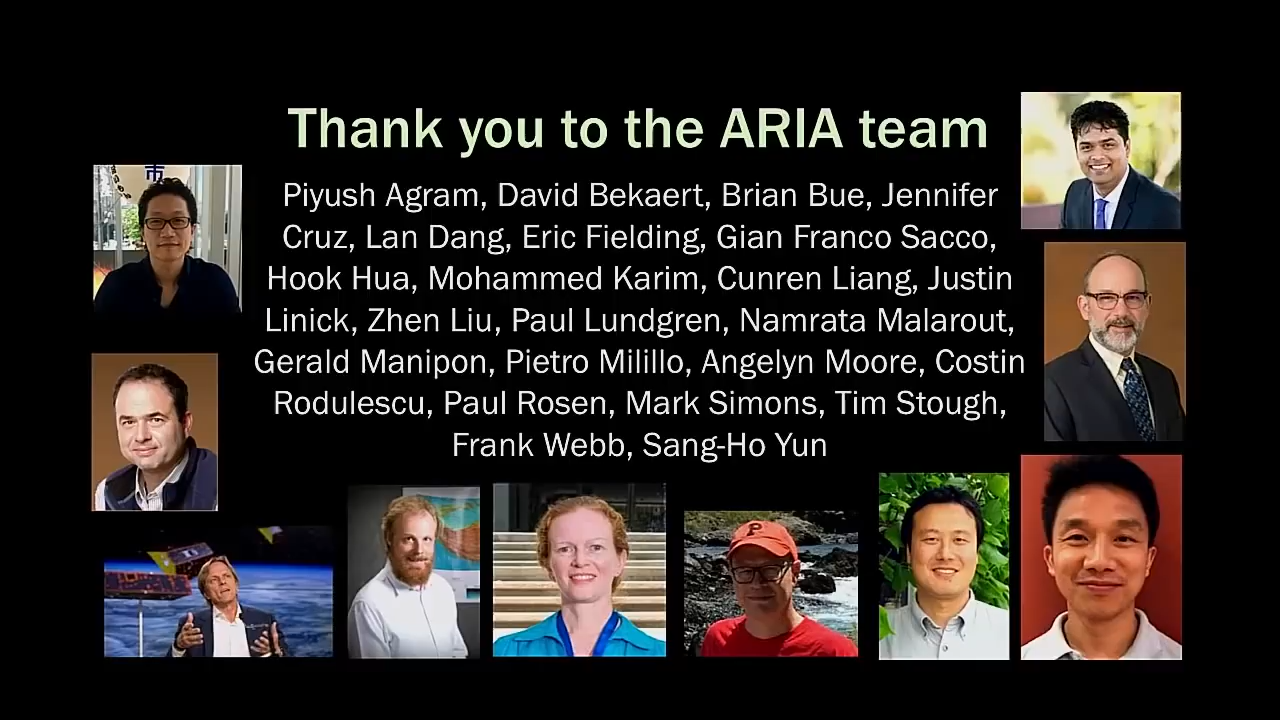 Thank you to the ARIA team
Piyush Agram, David Bekaert, Brian Bue, Jennifer
Cruz, Lan Dang, Eric Fielding, Gian Franco Sacco,
Hook Hua, Mohammed Karim, Cunren Liang, Justin
Linick, Zhen Liu, Paul Lundgren, Namrata Malarout,
Gerald Manipon, Pietro Milillo, Angelyn Moore, Costin
Rodulescu, Paul Rosen, Mark Simons, Tim Stough,
Frank Webb, Sang-Ho Yun
市
P